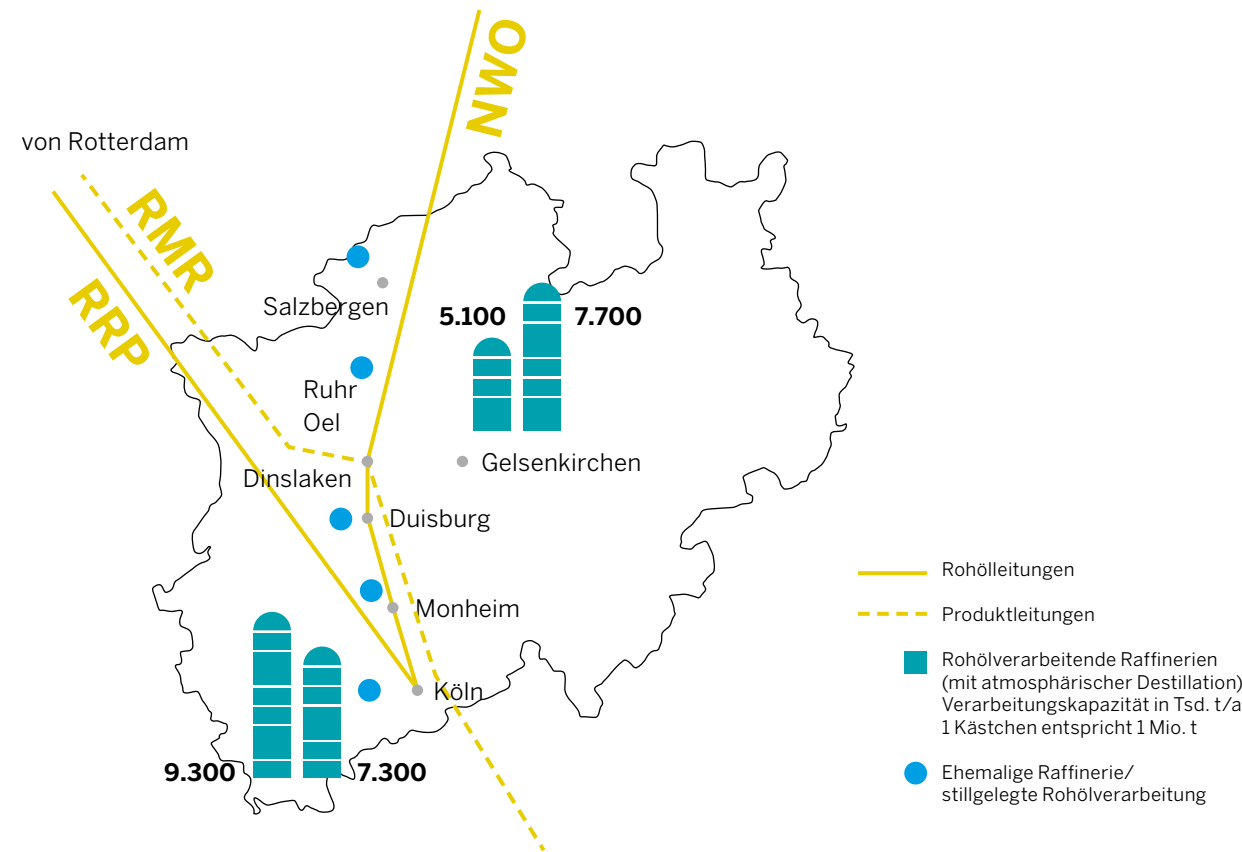 NWO
von Rotterdam
RMR
RRP
Salzbergen
5.100
7.700
Ruhr
Oel
Dinslaken
Gelsenkirchen
Duisburg
Monheim
Köln
9.300
7.300
Rohölleitungen
Produktleitungen
Rohölverarbeitende Raffinerien
(mit atmosphärischer Destillation)
Verarbeitungskapazität in Tsd. t/a
1 Kästchen entspricht 1 Mio. t
Ehemalige Raffinerie/
stillgelegte Rohölverarbeitung